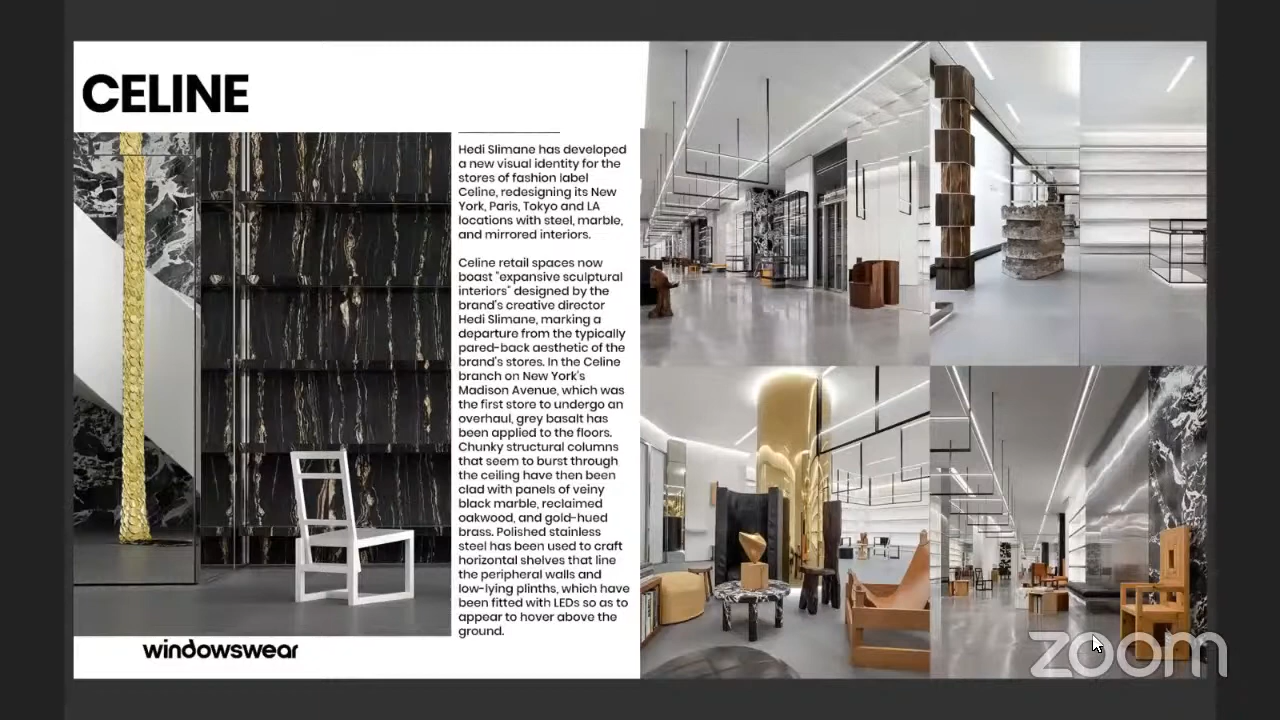 CELINE
Hedi Slimane has developed
a new visual identity for the
stores of fashion label
Celine, redesigning its New
York, Paris, Tokyo and LA
locations with steel, marble,
and mirrored interiors.
Celine retail spaces now
boast "expansive sculptural
interiors" designed by the
brand's creative director
Hedi Slimane, marking a
departure from the typically
pared-back aesthetic of the
brand's stores. In the Celine
branch on New York's
Madison Avenue, which was
the first store to undergo an
overhaul, grey basalt has
been applied to the floors.
Chunky structural columns
that seem to burst through
the ceiling have then been
clad with panels of veiny
black marble, reclaimed
oakwood, and gold-hued
brass. Polished stainless
steel has been used to craft
horizontal shelves that line
the peripheral walls and
low-lying plinths, which have
been fitted with LEDs so as to
appear to hover above the
ground.
windowswear
zoom